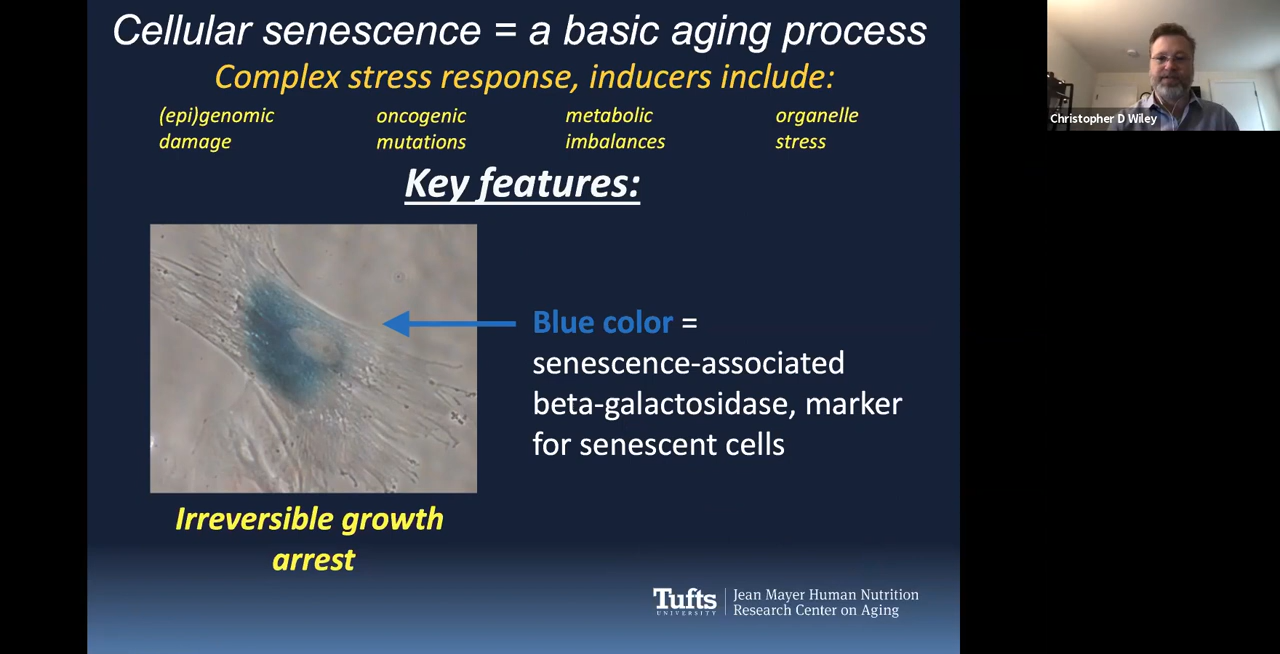 Cellular senescence = a basic aging process
Complex stress response, inducers include:
(epi)genomic damage
oncogenic mutations
metabolic imbalances
organelle stress
Key features:
Blue color =
senescence-associated
beta-galactosidase, marker
for senescent cells
Irreversible growth
arrest
Tufts
UNIVERSITY
Jean Mayer Human Nutrition
Research Center on Aging
Christopher D Wiley